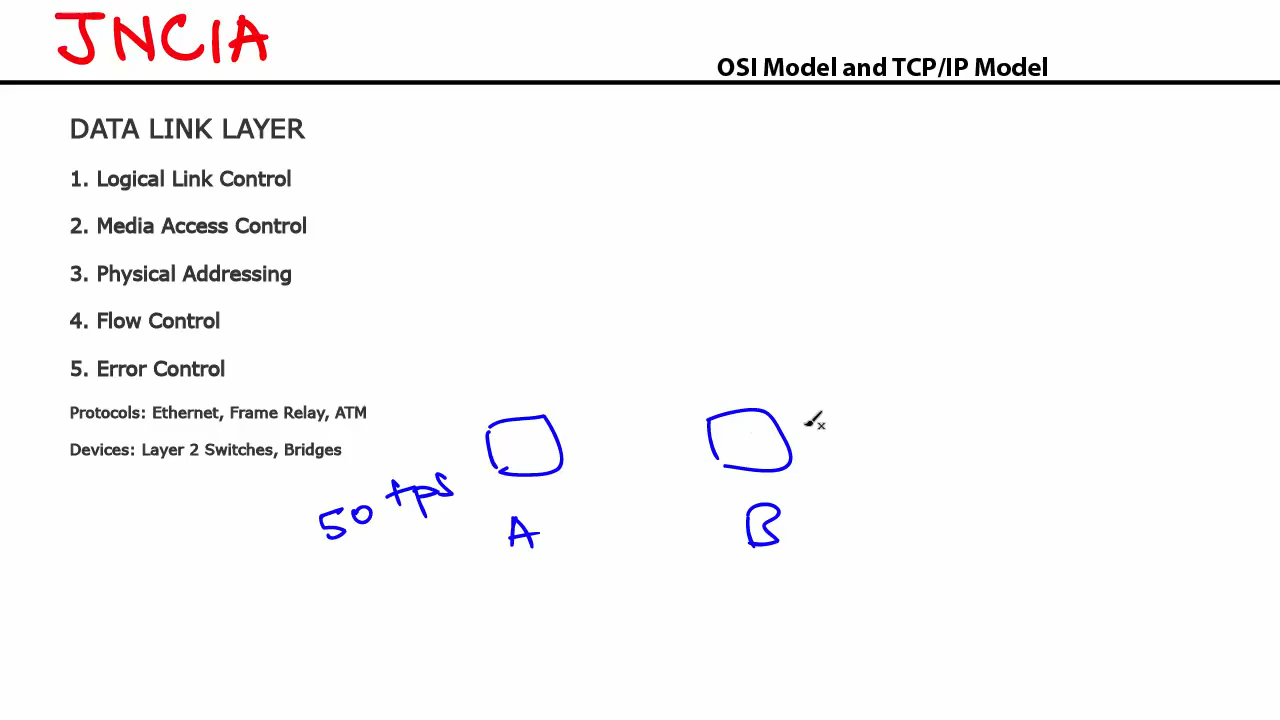 JNCIA
OSI Model and TCP/IP Model
DATA LINK LAYER
1. Logical Link Control
2. Media Access Control
3. Physical Addressing
4. Flow Control
5. Error Control
Protocols: Ethernet, Frame Relay, ATM
Devices: Layer 2 Switches, Bridges
50 tps
A
B